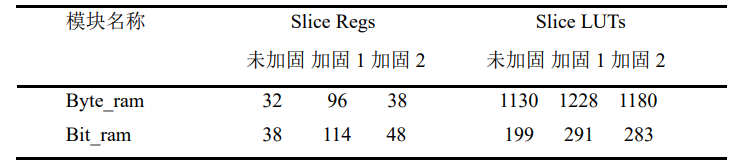 模块名称 Slice Regs Slice LUTs
未加固 加固 1 加固 2 未加固 加固 1 加固 2
Byte_ram 32 96 38 1130 1228 1180
Bit_ram 38 114 48 199 291 283